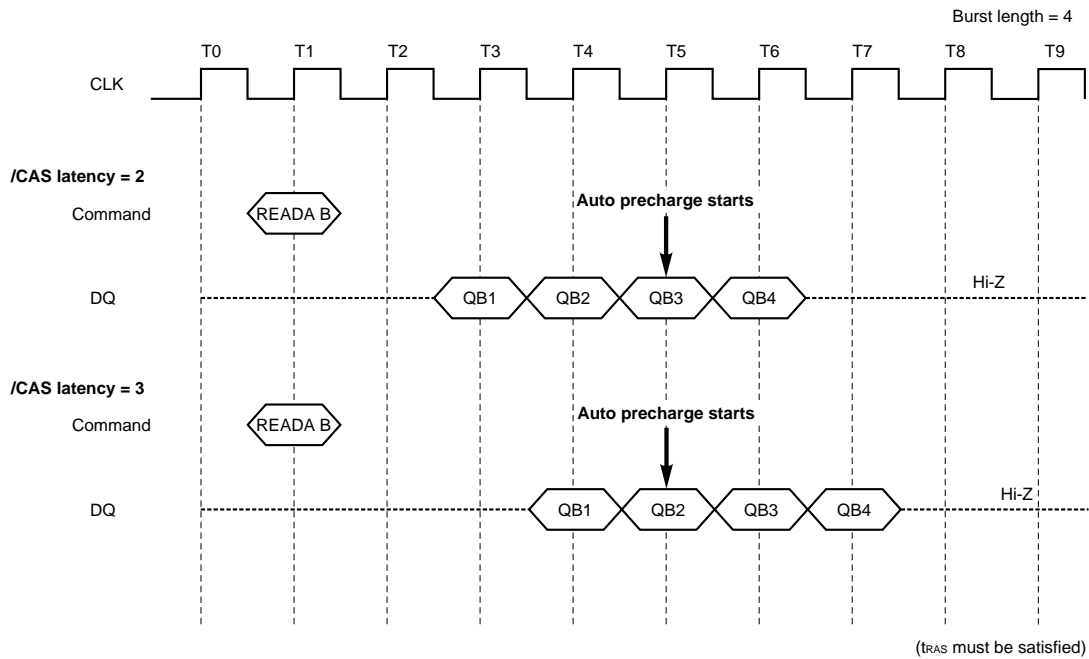 Burst length = 4
T0 T1 T2 T3 T4 T5 T6 T7 T8 T9
CLK
/CAS latency = 2
Command READA B
Auto precharge starts
DQ QB1 QB2 QB3 QB4 Hi-Z
/CAS latency = 3
Command READA B
Auto precharge starts
DQ QB1 QB2 QB3 QB4 Hi-Z
(tRAS must be satisfied)